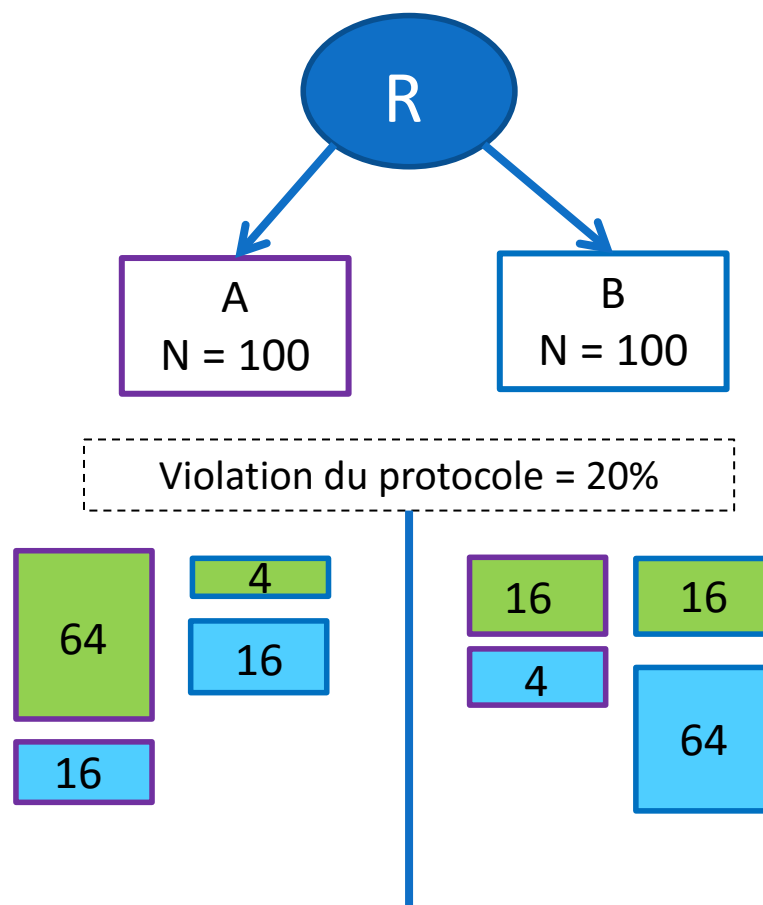 R
A
N = 100
B
N = 100
Violation du protocole = 20%
64
4
16
16
16
16
4
64